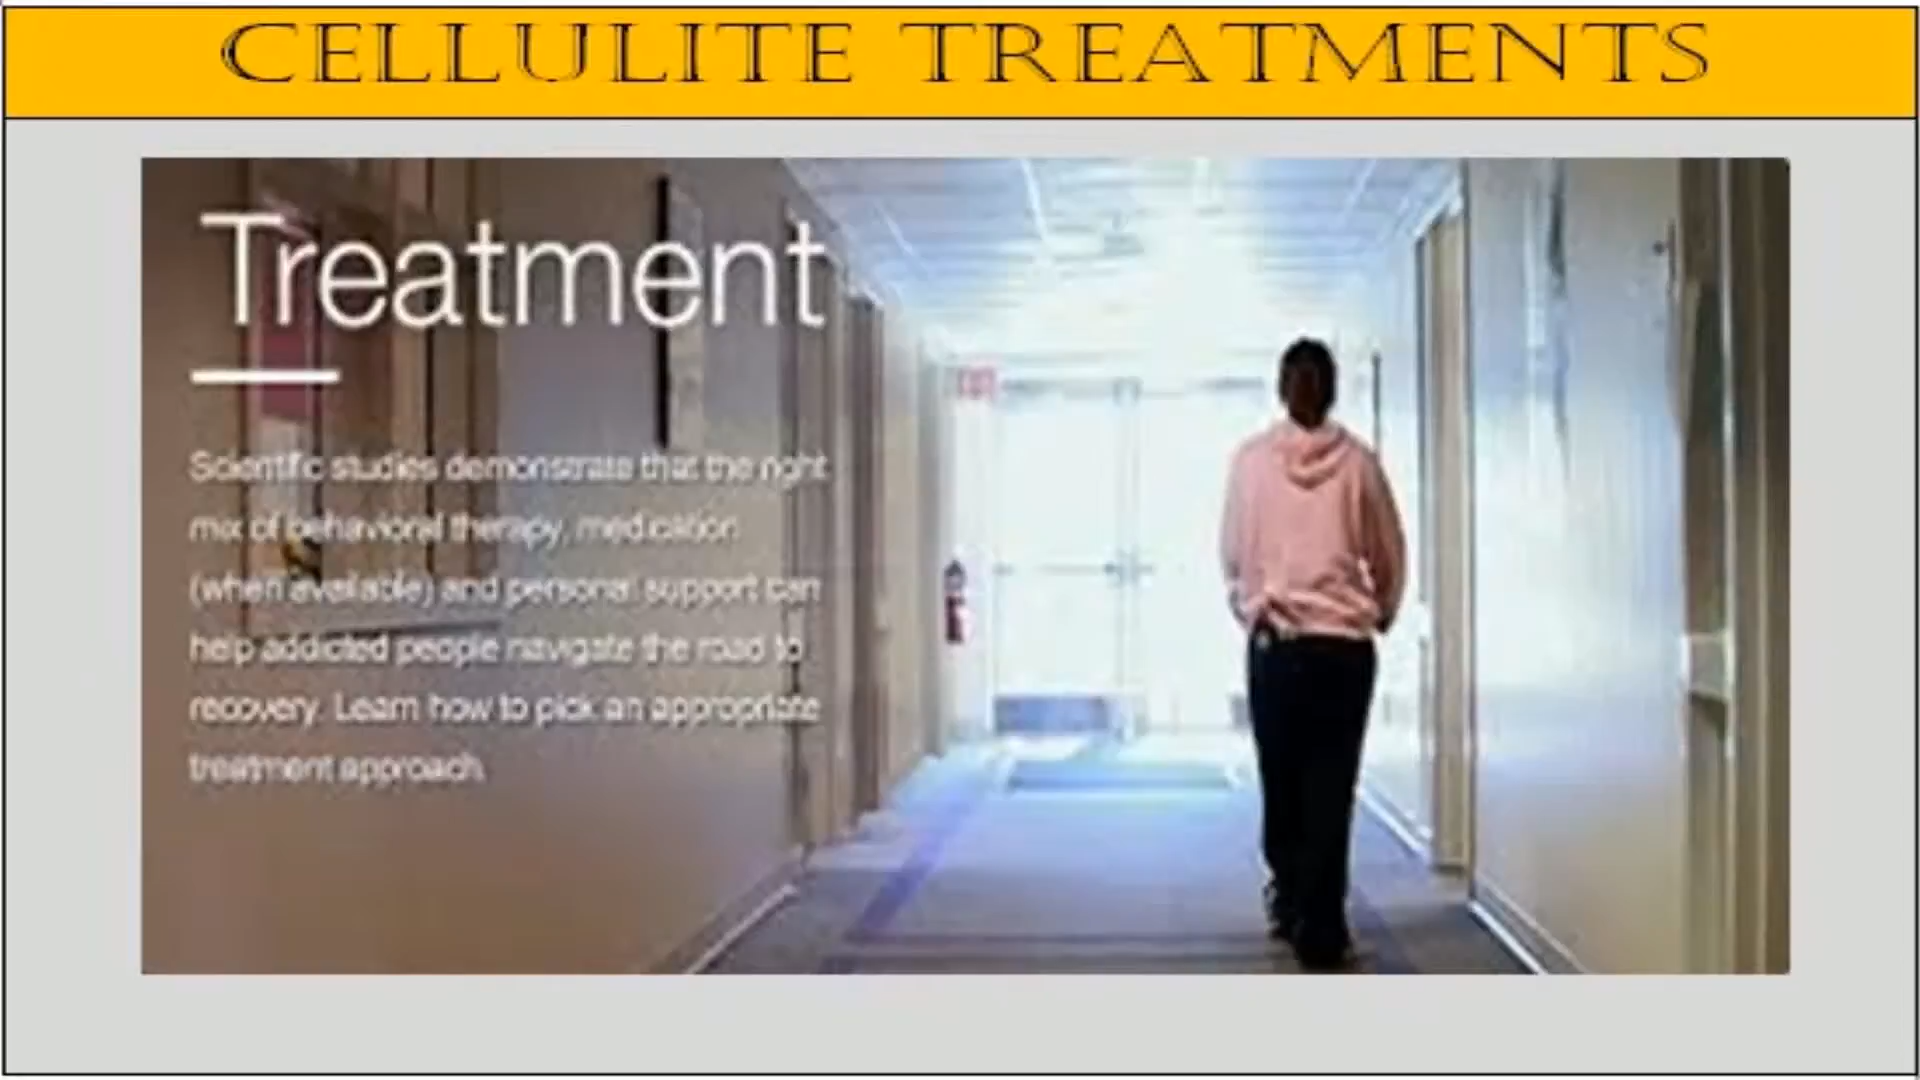 CELLULITE TREATMENTS
Treatment
Scientific studies demonstrate that the right
mix of behavioral therapy, medication
(when available) and personal support can
help addicted people navigate the road to
recovery. Learn how to pick an appropriate
treatment approach.